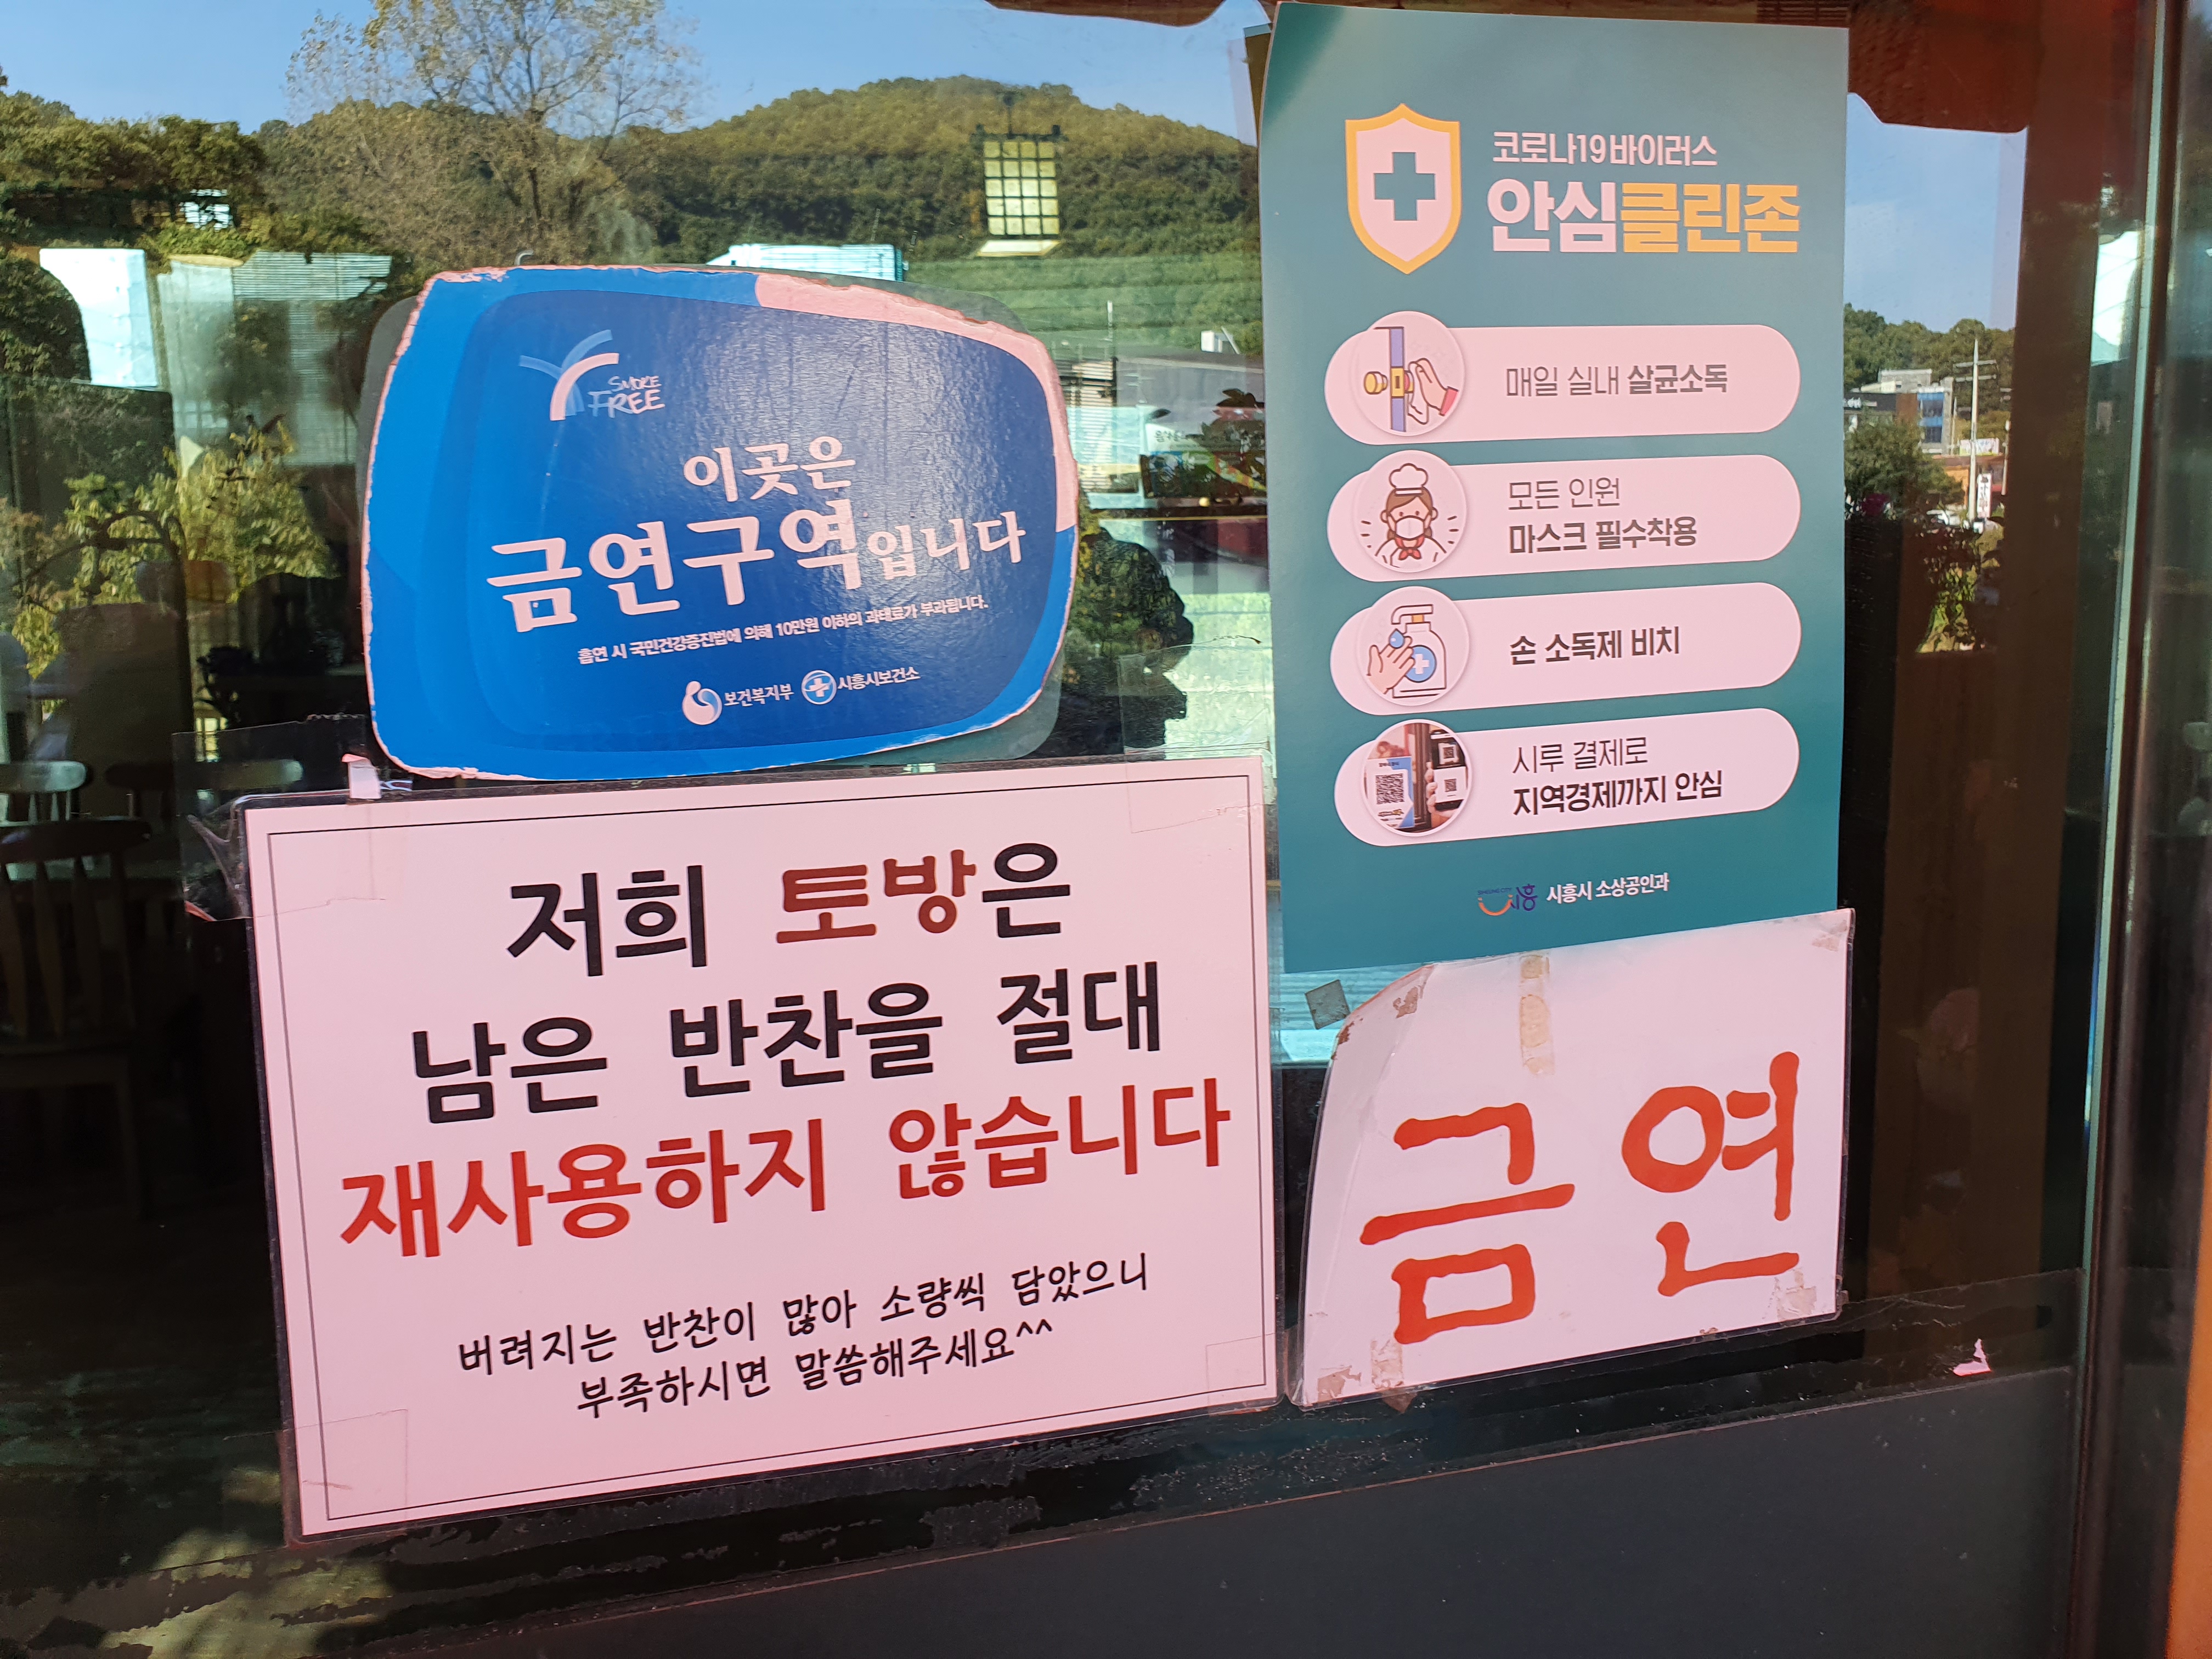 SMOKE
FREE
이곳은
금연구역입니다
흡연 시 국민건강증진법에 의해 10만원 이하의 과태료가 부과됩니다.
보건복지부 시흥시보건소
저희 토방은
남은 반찬을 절대
재사용하지 않습니다
버려지는 반찬이 많아 소량씩 담았으니
부족하시면 말씀해주세요^^
코로나19바이러스
안심클린존
매일 실내 살균소독
모든 인원
마스크 필수착용
손 소독제 비치
시루 결제로
지역경제까지 안심
시흥 시흥시 소상공인과
금연